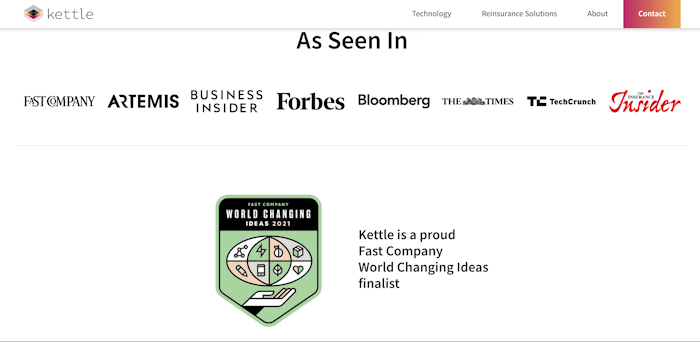 kettle
Technology
Reinsurance Solutions
About
Contact
As Seen In
FAST COMPANY
ARTEMIS
BUSINESS
INSIDER
Forbes
Bloomberg
THE TIMES
TechCrunch
THE
INSURANCE
Insider
FAST COMPANY
WORLD CHANGING
IDEAS 2021
Kettle is a proud
Fast Company
World Changing Ideas
finalist